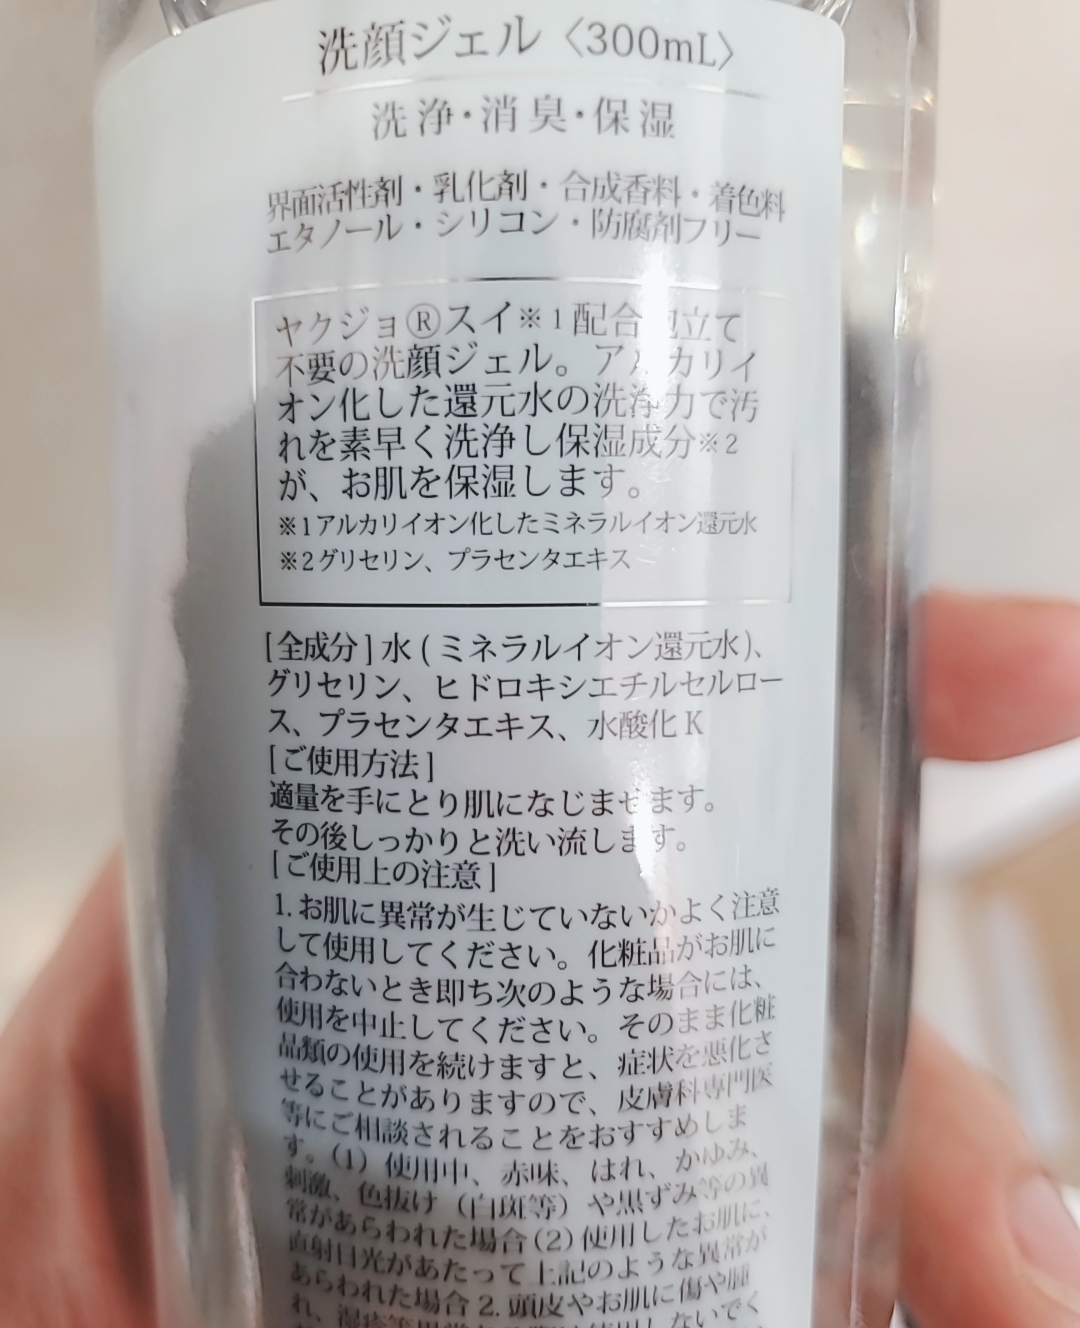 洗顔ジェル〈300mL〉
洗浄・消臭・保湿
界面活性剤・乳化剤・合成香料・着色料
エタノール・シリコン・防腐剤フリー
ヤクジョ®スイ※1配合 泡立て
不要の洗顔ジェル。アルカリイ
オン化した還元水の洗浄力で汚
れを素早く洗浄し保湿成分※2
が、お肌を保湿します。
※1アルカリイオン化したミネラルイオン還元水
※2グリセリン、プラセンタエキス
[全成分]水(ミネラルイオン還元水)、
グリセリン、ヒドロキシエチルセルロー
ス、プラセンタエキス、水酸化K
[ご使用方法]
適量を手にとり肌になじませます。
その後しっかりと洗い流します。
[ご使用上の注意]
1.お肌に異常が生じていないかよく注意
して使用してください。化粧品がお肌に
合わないとき即ち次のような場合には、
使用を中止してください。そのまま化粧
品類の使用を続けますと、症状を悪化さ
せることがありますので、皮膚科専門医
等にご相談されることをおすすめしま
す。(1)使用中、赤味、はれ、かゆみ、
刺激、色抜け（白斑等）や黒ずみ等の異
常があらわれた場合(2)使用したお肌に、
直射日光があたって上記のような異常が
あらわれた場合2.頭皮やお肌に傷や腫
れ、湿疹等異常 使用しないでく